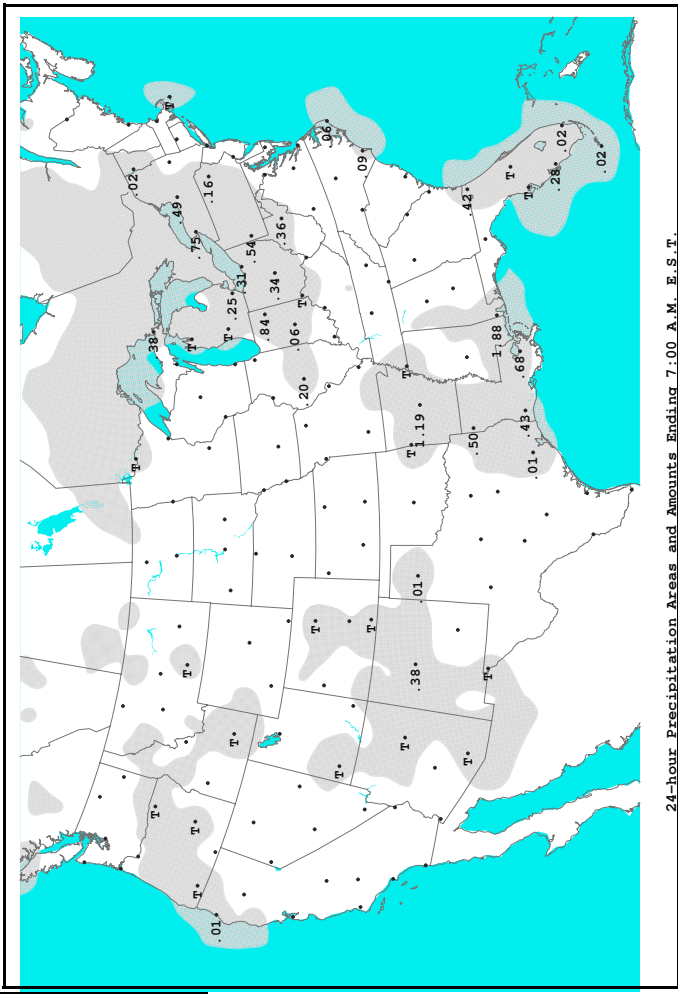 .02
T
.38
T
T
.49
T
T
T
.75
T
.16
.01
T
.25
T
.31
.54
.84
.34
.36
.06
T
.20
T
.06
T
.09
T
T
T
T
.38
.01
1.19
.42
T
.50
T
1.88
T
.68
.43
T
.01
.28
.02
.02
24-hour Precipitation Areas and Amounts Ending 7:00 A.M. E.S.T.